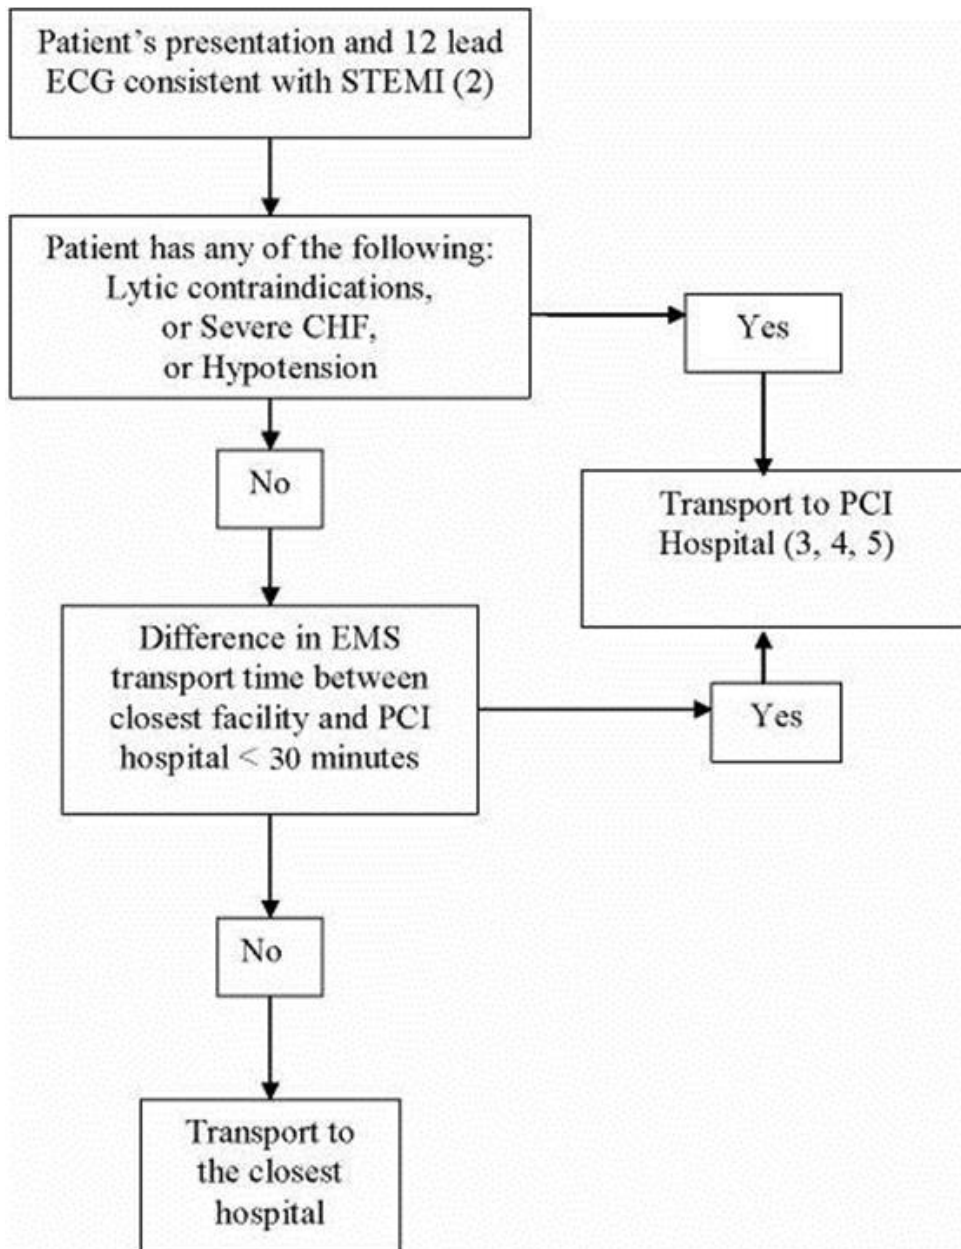 Patient's presentation and 12 lead
ECG consistent with STEMI (2)
Patient has any of the following:
Lytic contraindications,
or Severe CHF,
or Hypotension
Yes
No
Transport to PCI
Hospital (3, 4, 5)
Difference in EMS
transport time between
closest facility and PCI
hospital < 30 minutes
Yes
No
Transport to
the closest
hospital